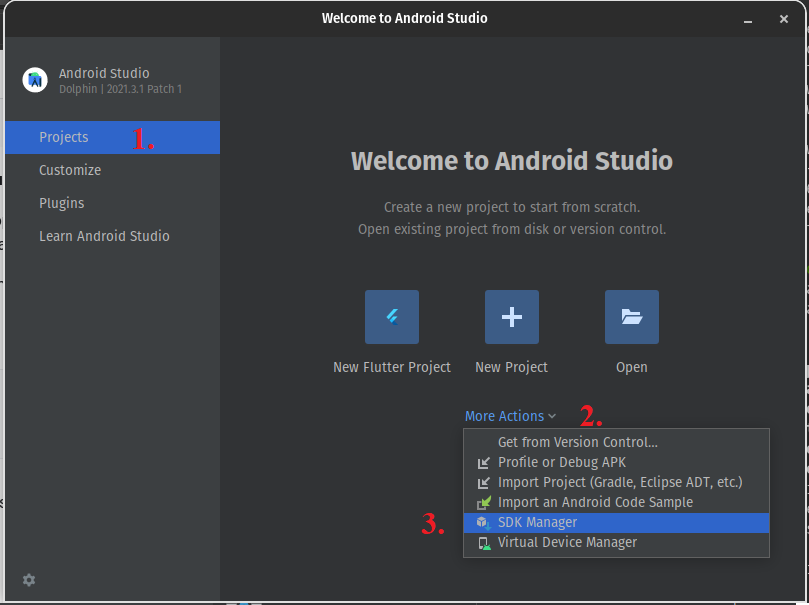 Welcome to Android Studio
Android Studio
Dolphin | 2021.3.1 Patch 1
Projects 1.
Customize
Plugins
Learn Android Studio
Welcome to Android Studio
Create a new project to start from scratch.
Open existing project from disk or version control.
New Flutter Project New Project Open
More Actions 2.
Get from Version Control...
Profile or Debug APK
Import Project (Gradle, Eclipse ADT, etc.)
Import an Android Code Sample
3. SDK Manager
Virtual Device Manager